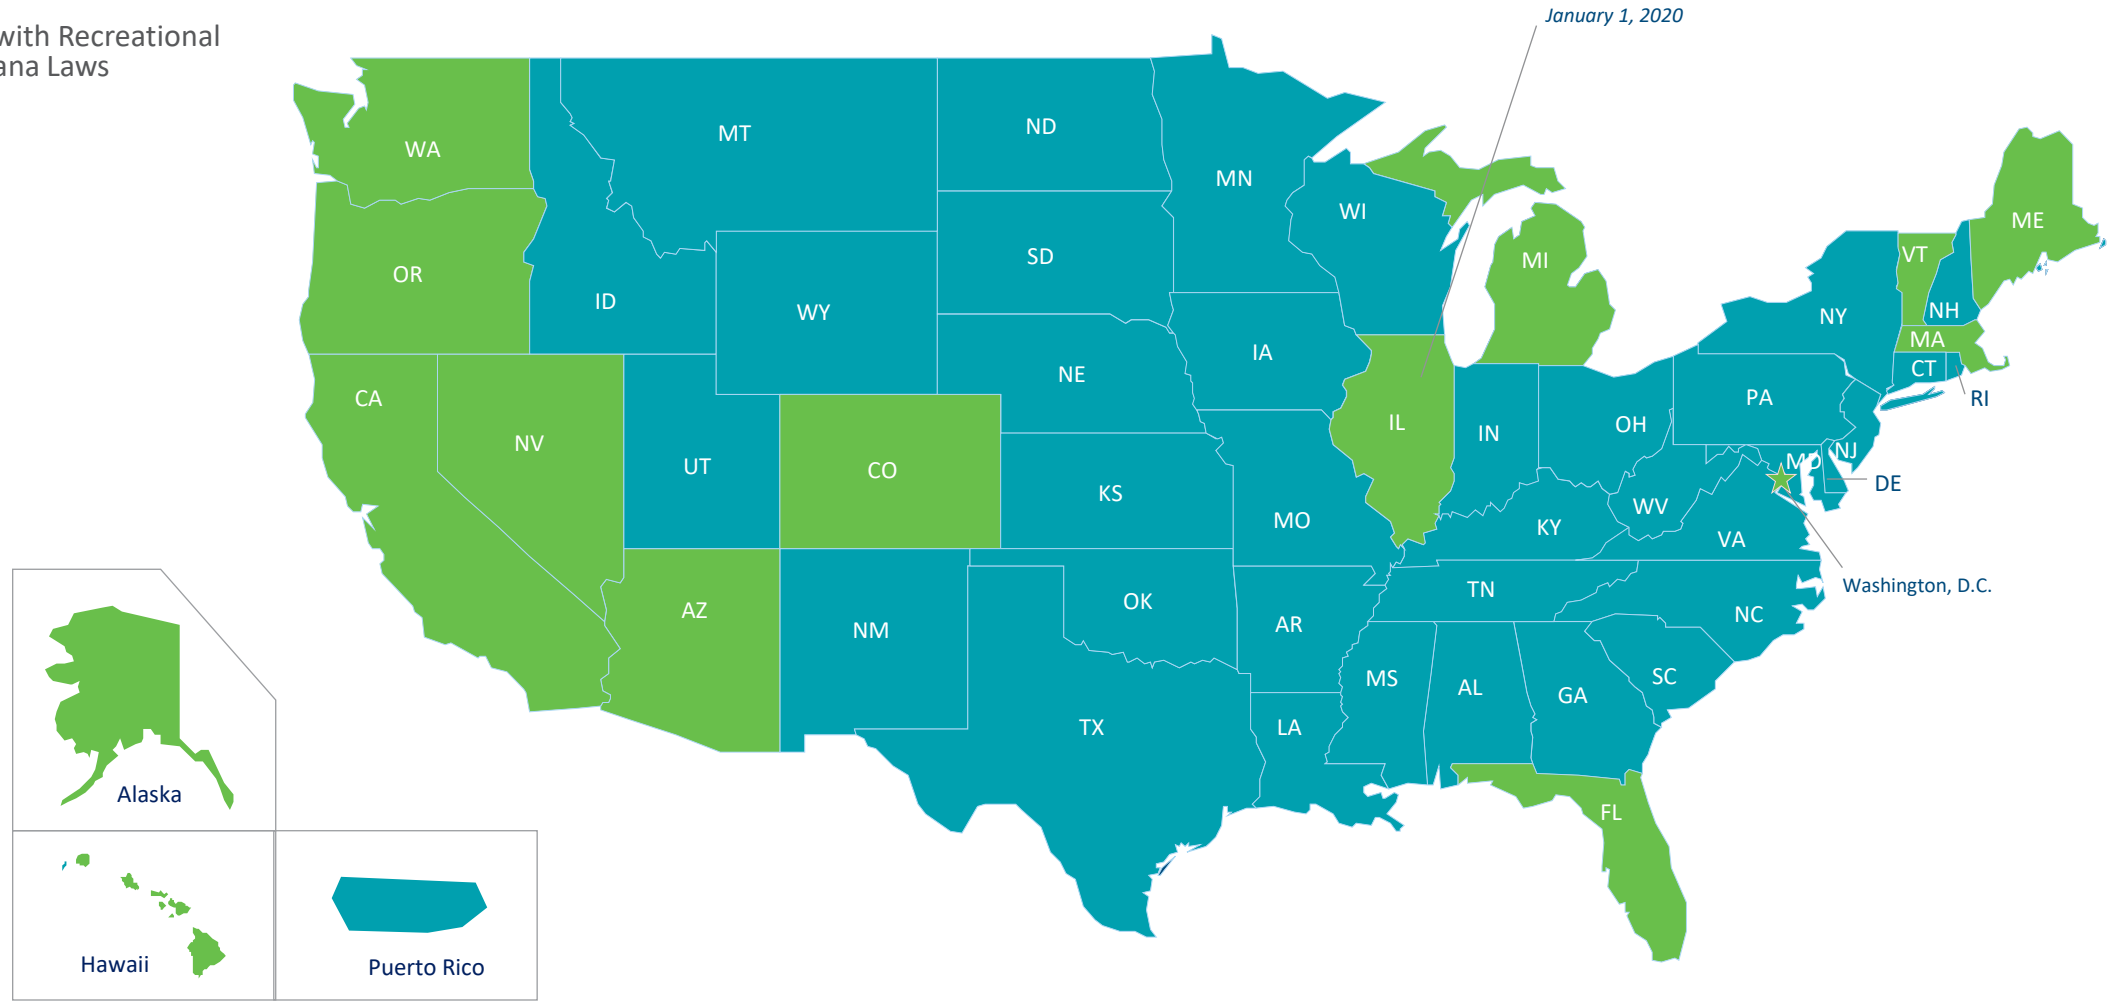 with Recreational
ana Laws
January 1, 2020
WA
MT
ND
MN
WI
MI
ME
VT
NH
OR
ID
WY
SD
NY
MA
IA
CT
RI
NE
PA
CA
NV
IL
IN
OH
NJ
UT
CO
MD
DE
KS
MO
WV
KY
VA
Washington, D.C.
TN
AZ
OK
NC
NM
AR
MS
AL
GA
SC
TX
LA
Alaska
FL
Hawaii
Puerto Rico